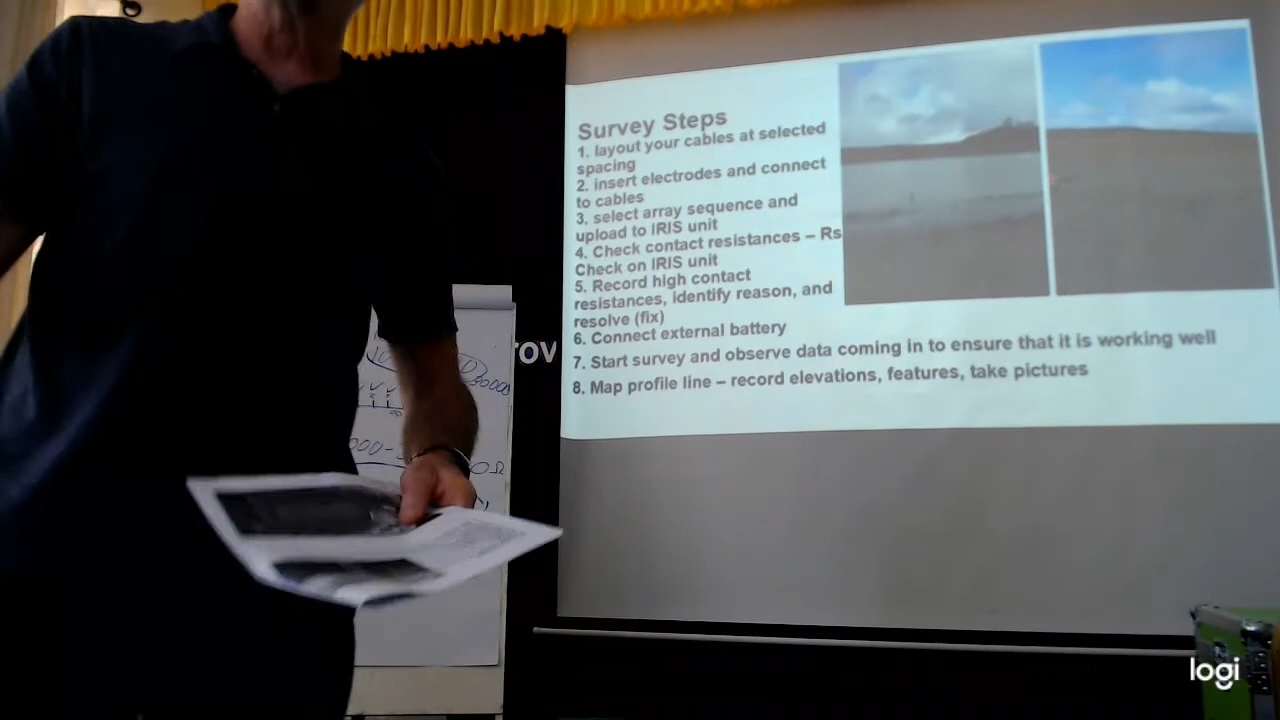 Survey Steps
1. layout your cables at selected
spacing
2. insert electrodes and connect
to cables
3. select array sequence and
upload to IRIS unit
4. Check contact resistances – Rs
Check on IRIS unit
5. Record high contact
resistances, identify reason, and
resolve (fix)
6. Connect external battery
7. Start survey and observe data coming in to ensure that it is working well
8. Map profile line – record elevations, features, take pictures
logi